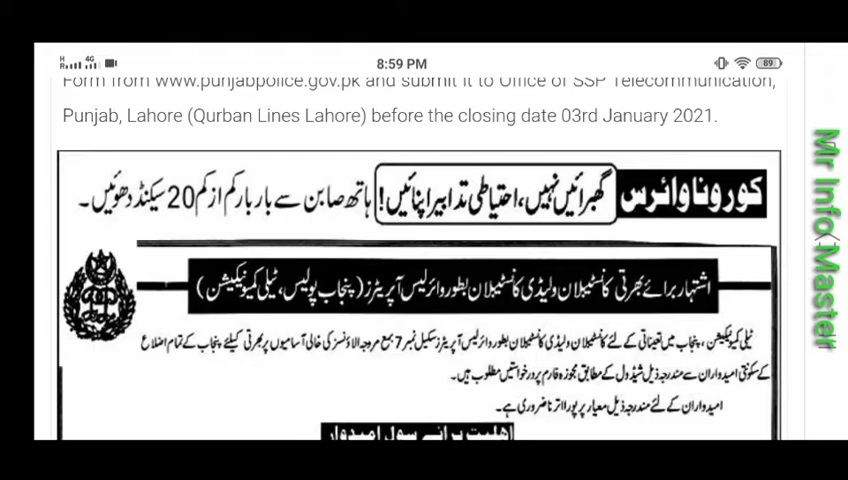 8:59 PM
4G
89
Form from www.punjabpolice.gov.pk and submit it to Office of SSP Telecommunication,
Punjab, Lahore (Qurban Lines Lahore) before the closing date 03rd January 2021.
کورونا وائرس گھبرائیں نہیں، احتیاطی تدابیر اپنائیں! ہاتھ صابن سے بار بار کم از کم 20 سیکنڈ دھوئیں۔
اشتہار برائے بھرتی کانسٹیبلان ولیڈی کانسٹیبلان بطور وائرلیس آپریٹرز (پنجاب پولیس، ٹیلی کمیونیکیشن)
ٹیلی کمیونیکیشن، پنجاب میں تعیناتی کے لئے کانسٹیبلان ولیڈی کانسٹیبلان بطور وائرلیس آپریٹرز سکیل نمبر 7 بمع مروجہ الاؤنسز کی خالی آسامیوں پر بھرتی کیلئے پنجاب کے تمام اضلاع
کے سکونتی امیدواران سے مندرجہ ذیل شیڈول کے مطابق مجوزہ فارم پر درخواستیں مطلوب ہیں۔
امیدواران کے لئے مندرجہ ذیل معیار پر پورا اترنا ضروری ہے۔
اہلیت برائے سول امیدوار
Mr Info Master